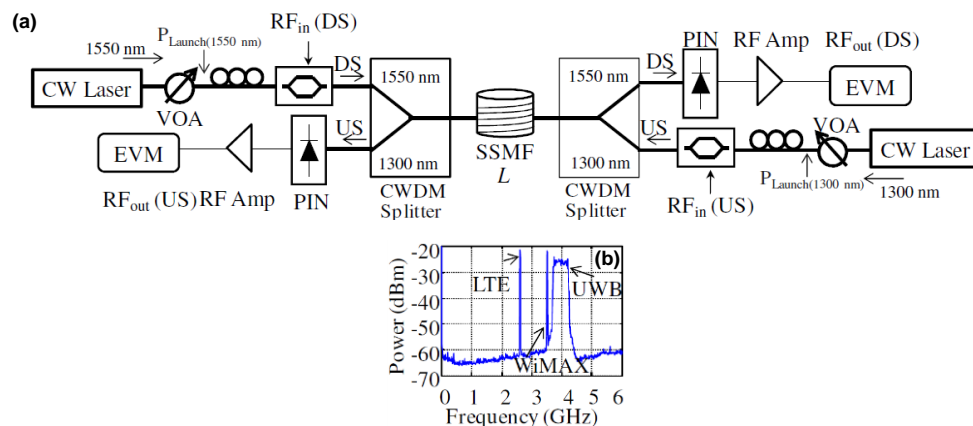 (a)
RFin (DS)
1550 nm
PLaunch(1550 nm)
DS
CW Laser
VOA
1550 nm
US
1300 nm
EVM
RFout (US)
RF Amp
PIN
CWDM
Splitter
SSMF
L
1550 nm
1300 nm
CWDM
Splitter
DS
PIN
RF Amp
RFout (DS)
EVM
US
VOA
CW Laser
PLaunch(1300 nm)
1300 nm
RFin (US)
(b)
-20
-30
-40
-50
-60
-70
Power (dBm)
LTE
UWB
WiMAX
0 1 2 3 4 5 6
Frequency (GHz)